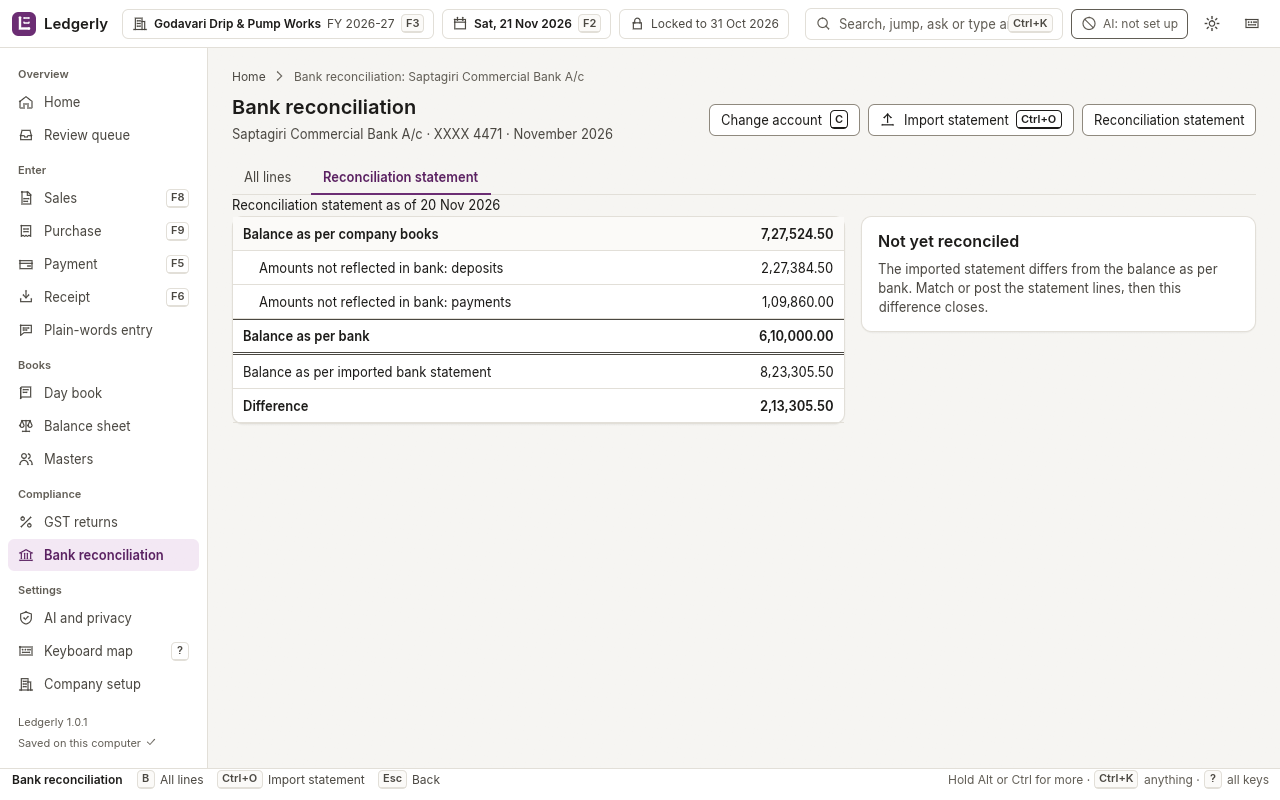 Ledgerly
Godavari Drip & Pump Works FY 2026-27 F3
Sat, 21 Nov 2026 F2
Locked to 31 Oct 2026
Search, jump, ask or type a Ctrl+K
AI: not set up
Overview
Home
Review queue
Enter
Sales F8
Purchase F9
Payment F5
Receipt F6
Plain-words entry
Books
Day book
Balance sheet
Masters
Compliance
GST returns
Bank reconciliation
Settings
AI and privacy
Keyboard map ?
Company setup
Ledgerly 1.0.1
Saved on this computer
Home > Bank reconciliation: Saptagiri Commercial Bank A/c
Bank reconciliation
Saptagiri Commercial Bank A/c · XXXX 4471 · November 2026
Change account C
Import statement Ctrl+O
Reconciliation statement
All lines
Reconciliation statement
Reconciliation statement as of 20 Nov 2026
Balance as per company books 7,27,524.50
Amounts not reflected in bank: deposits 2,27,384.50
Amounts not reflected in bank: payments 1,09,860.00
Balance as per bank 6,10,000.00
Balance as per imported bank statement 8,23,305.50
Difference 2,13,305.50
Not yet reconciled
The imported statement differs from the balance as per
bank. Match or post the statement lines, then this
difference closes.
Bank reconciliation B All lines Ctrl+O Import statement Esc Back
Hold Alt or Ctrl for more · Ctrl+K anything · ? all keys